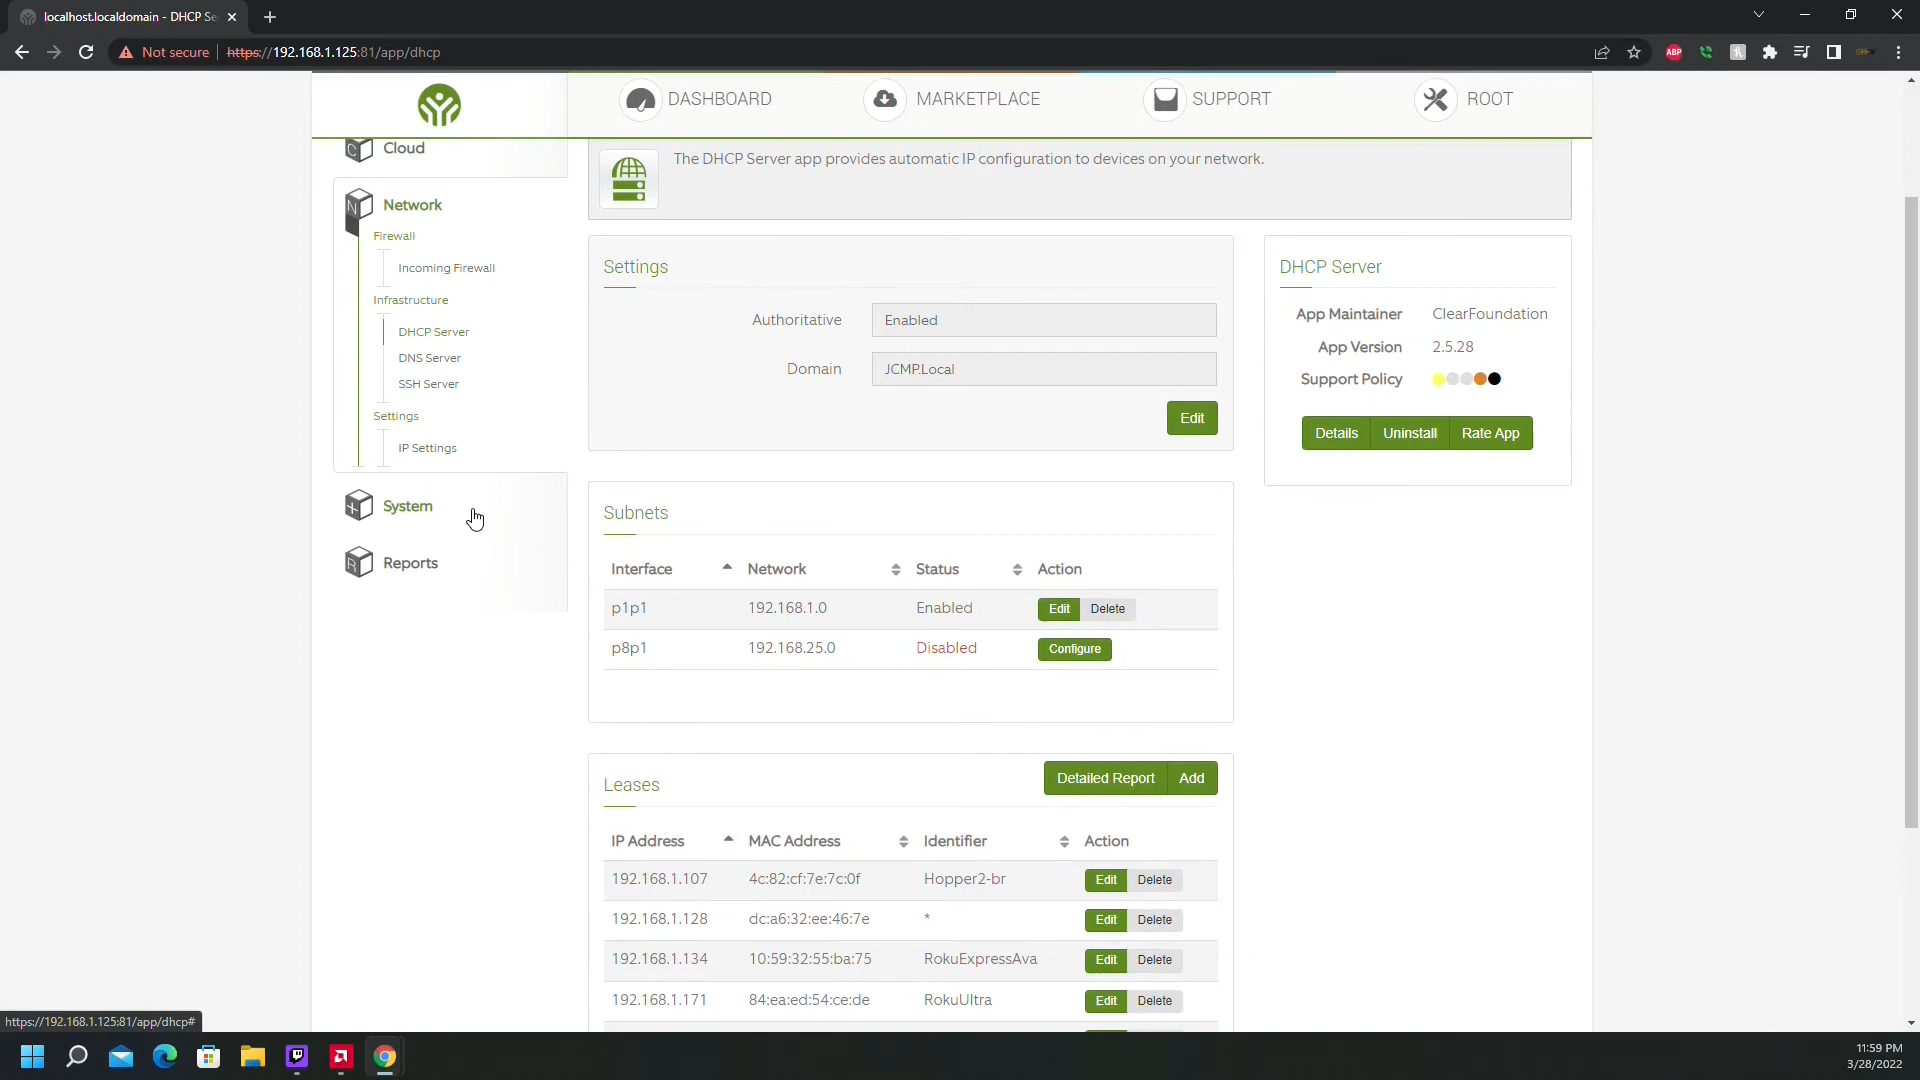 localhost.localdomain - DHCP Se
Not secure
https://192.168.1.125:81/app/dhcp
ABP
DASHBOARD
MARKETPLACE
SUPPORT
ROOT
Cloud
Network
Firewall
Incoming Firewall
Infrastructure
DHCP Server
DNS Server
SSH Server
Settings
IP Settings
System
Reports
The DHCP Server app provides automatic IP configuration to devices on your network.
Settings
Authoritative Enabled
Domain JCMP.Local
Edit
DHCP Server
App Maintainer ClearFoundation
App Version 2.5.28
Support Policy
Details Uninstall Rate App
Subnets
Interface Network Status Action
p1p1 192.168.1.0 Enabled Edit Delete
p8p1 192.168.25.0 Disabled Configure
Leases
Detailed Report Add
IP Address MAC Address Identifier Action
192.168.1.107 4c:82:cf:7e:7c:0f Hopper2-br Edit Delete
192.168.1.128 dc:a6:32:ee:46:7e * Edit Delete
192.168.1.134 10:59:32:55:ba:75 RokuExpressAva Edit Delete
192.168.1.171 84:ea:ed:54:ce:de RokuUltra Edit Delete
https://192.168.1.125:81/app/dhcp#
11:59 PM
3/28/2022